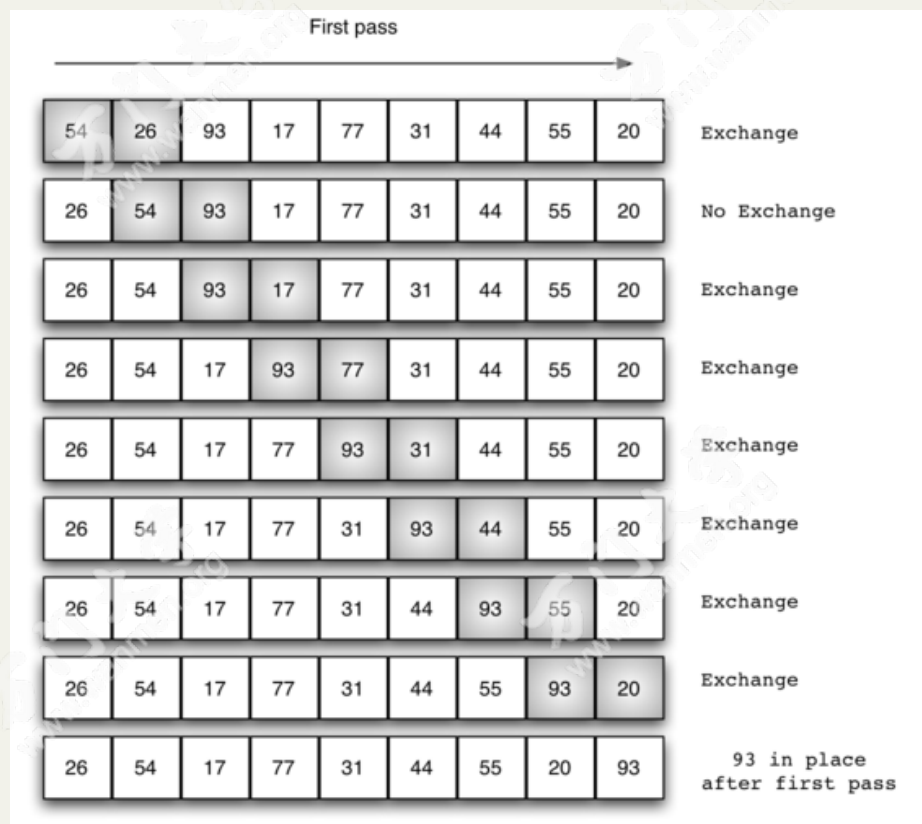 First pass
54 26 93 17 77 31 44 55 20 Exchange
26 54 93 17 77 31 44 55 20 No Exchange
26 54 93 17 77 31 44 55 20 Exchange
26 54 17 93 77 31 44 55 20 Exchange
26 54 17 77 93 31 44 55 20 Exchange
26 54 17 77 31 93 44 55 20 Exchange
26 54 17 77 31 44 93 55 20 Exchange
26 54 17 77 31 44 55 93 20 Exchange
26 54 17 77 31 44 55 20 93 93 in place
after first pass